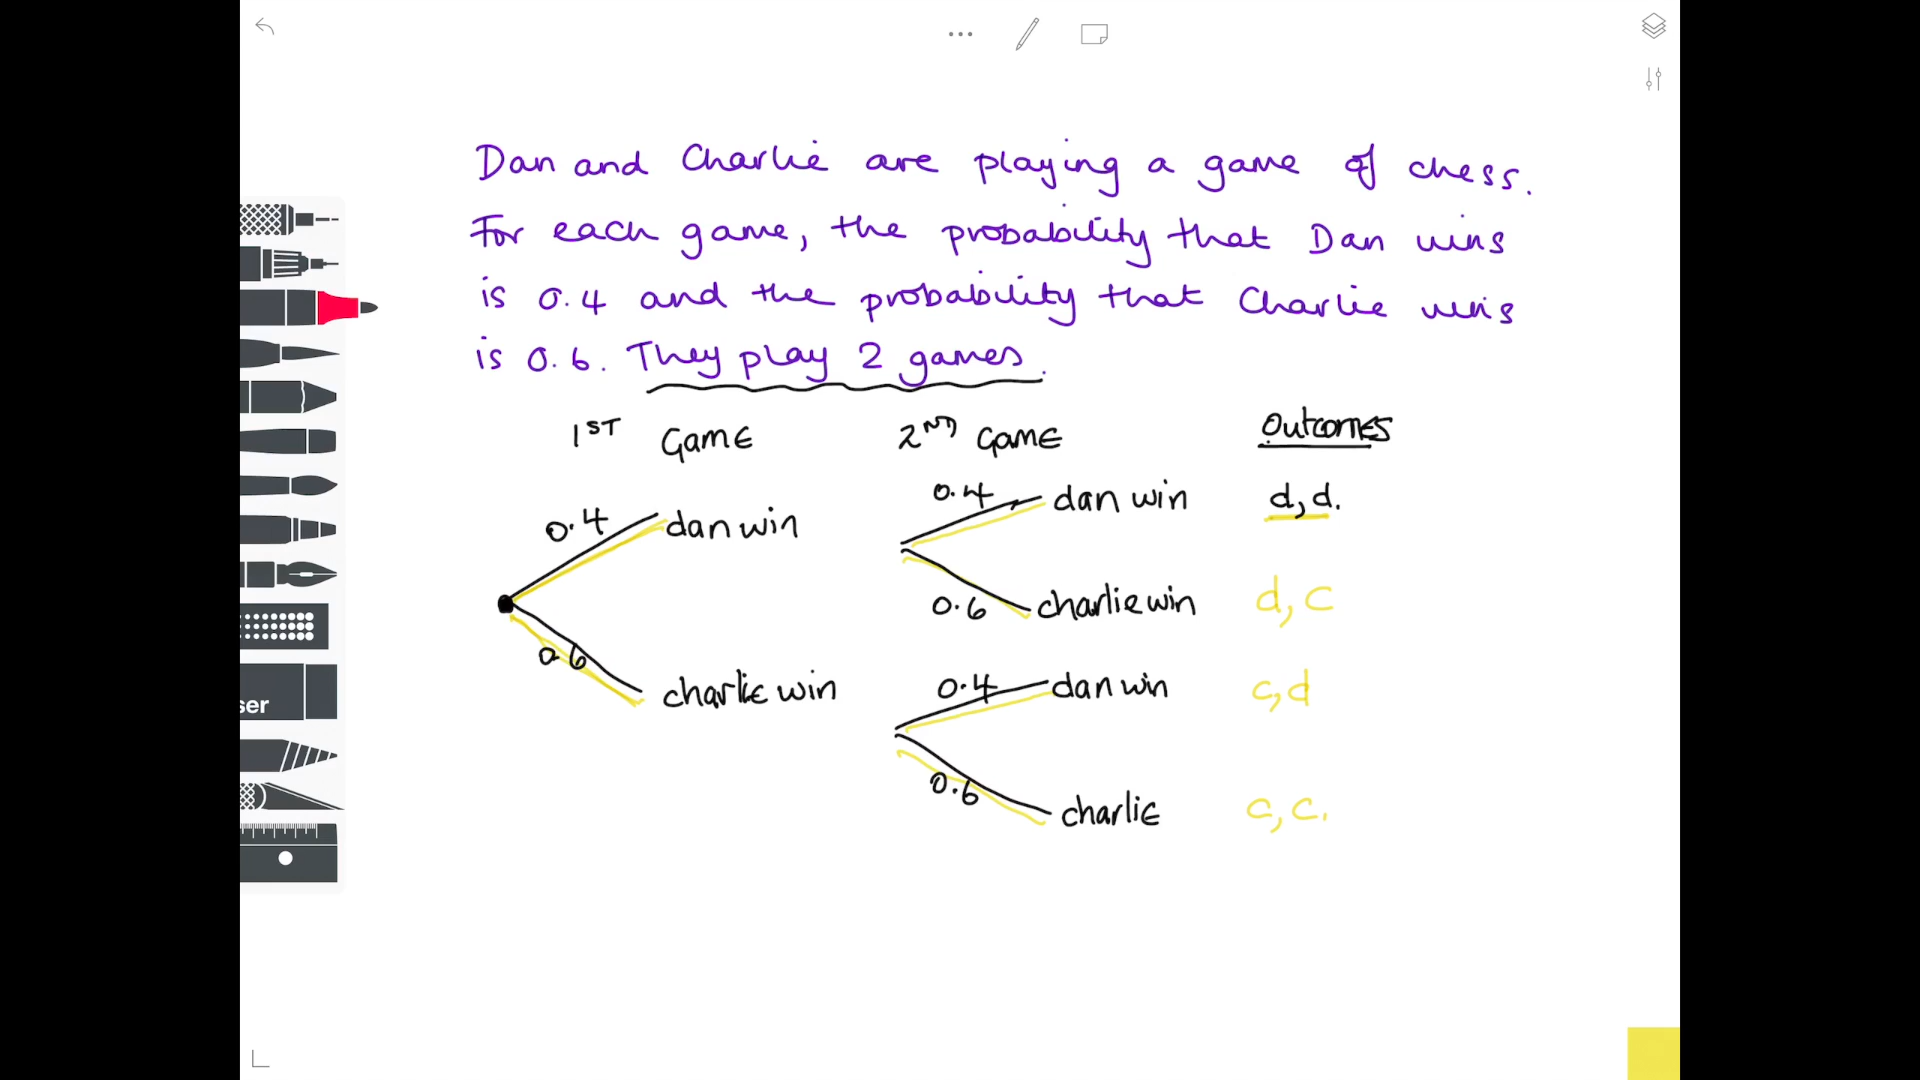 Dan and Charlie are playing a game of chess.
For each game, the probability that Dan wins
is 0.4 and the probability that Charlie wins
is 0.6. They play 2 games.
1ST Game 2ND Game Outcomes
0.4 dan win 0.4 dan win d, d.
0.6 charlie win d, c
0.6 charlie win 0.4 dan win c, d
0.6 charlie c, c.
ser